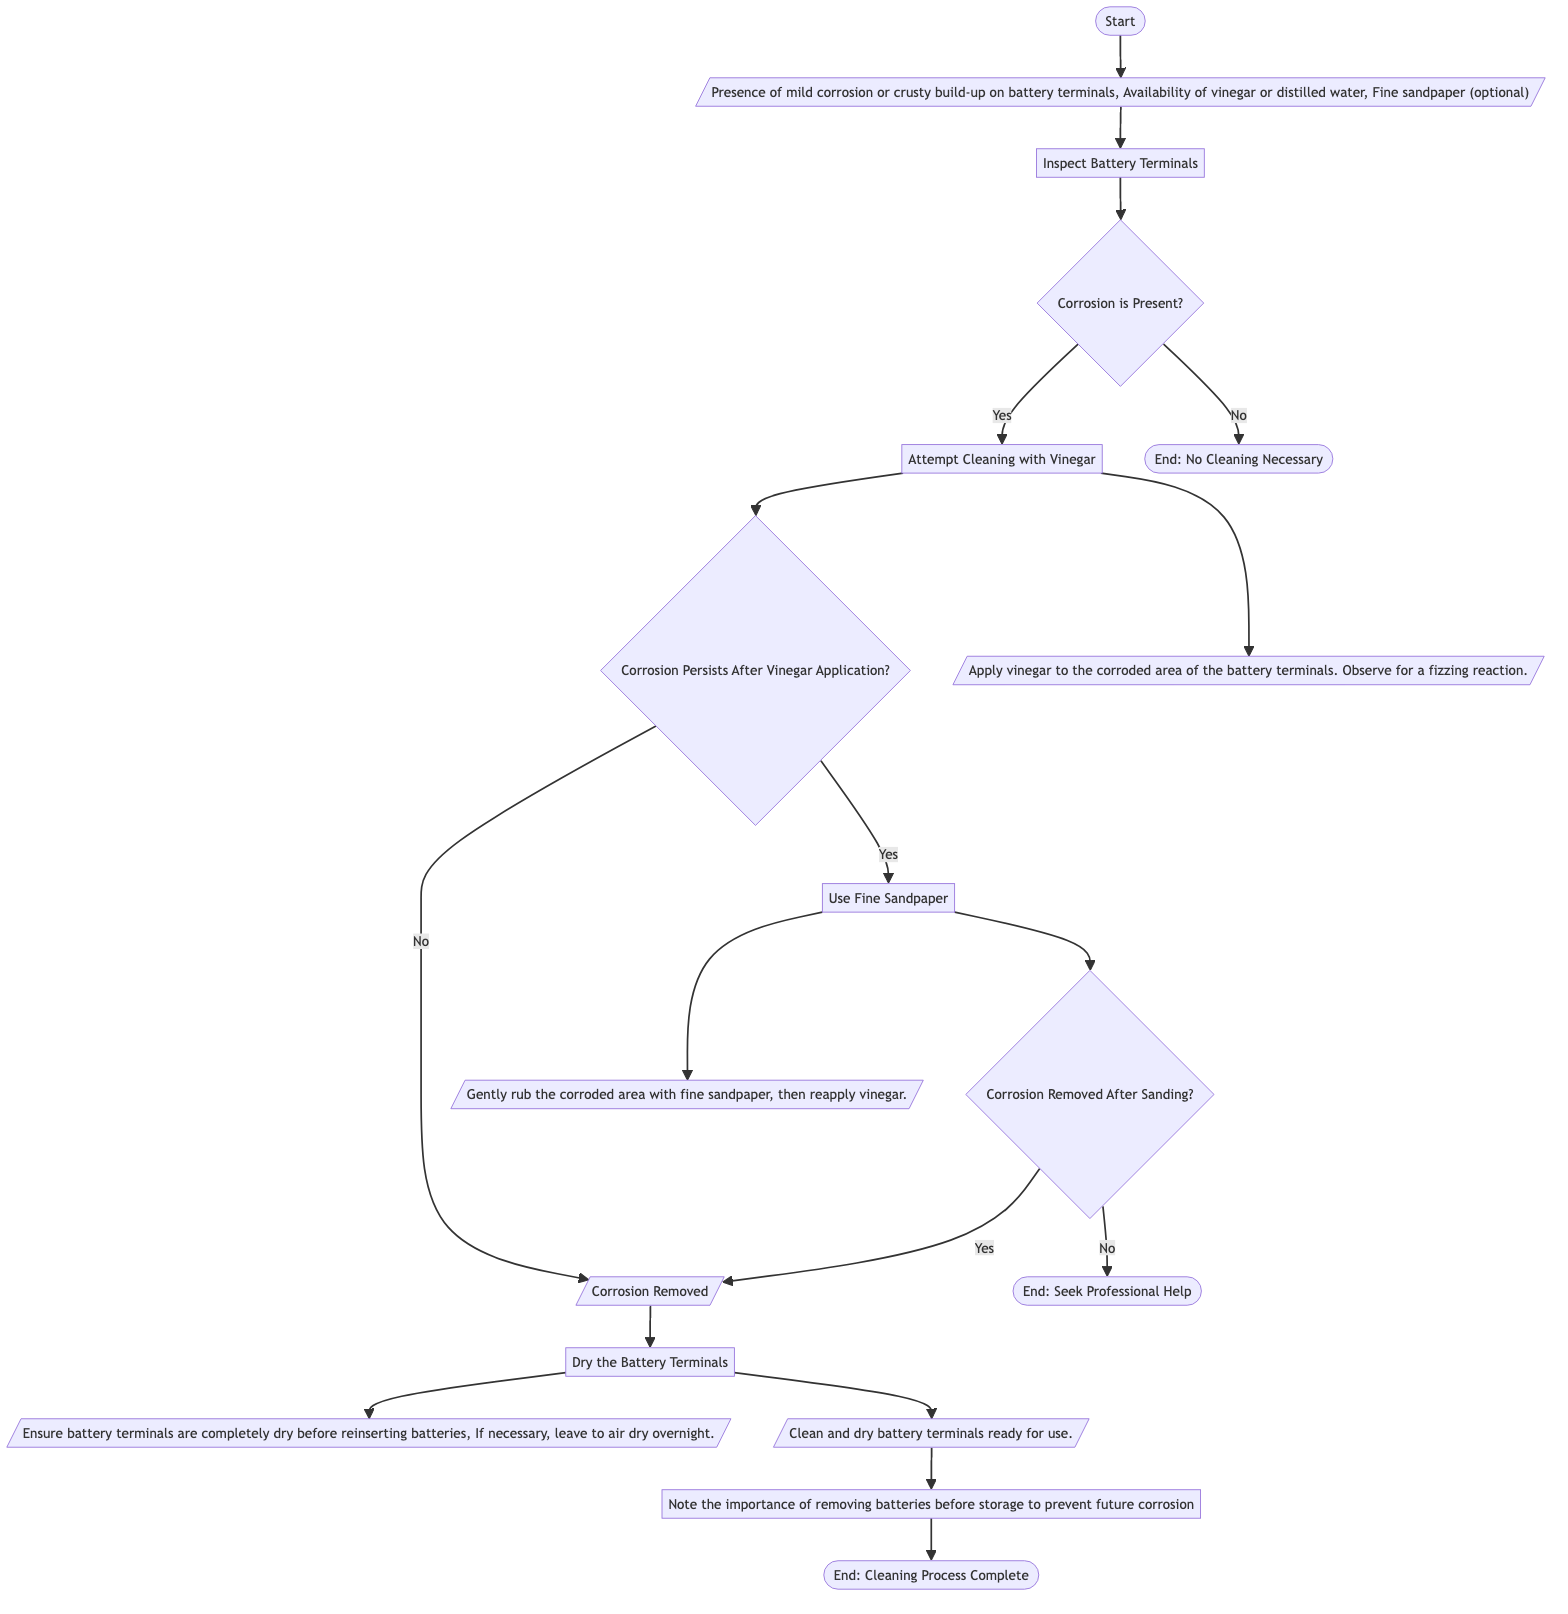 Start
Presence of mild corrosion or crusty build-up on battery terminals, Availability of vinegar or distilled water, Fine sandpaper (optional)
Inspect Battery Terminals
Corrosion is Present?
Yes
No
Attempt Cleaning with Vinegar
End: No Cleaning Necessary
Corrosion Persists After Vinegar Application?
Apply vinegar to the corroded area of the battery terminals. Observe for a fizzing reaction.
Yes
Use Fine Sandpaper
No
Gently rub the corroded area with fine sandpaper, then reapply vinegar.
Corrosion Removed After Sanding?
Yes
No
Corrosion Removed
End: Seek Professional Help
Dry the Battery Terminals
Ensure battery terminals are completely dry before reinserting batteries, If necessary, leave to air dry overnight.
Clean and dry battery terminals ready for use.
Note the importance of removing batteries before storage to prevent future corrosion
End: Cleaning Process Complete